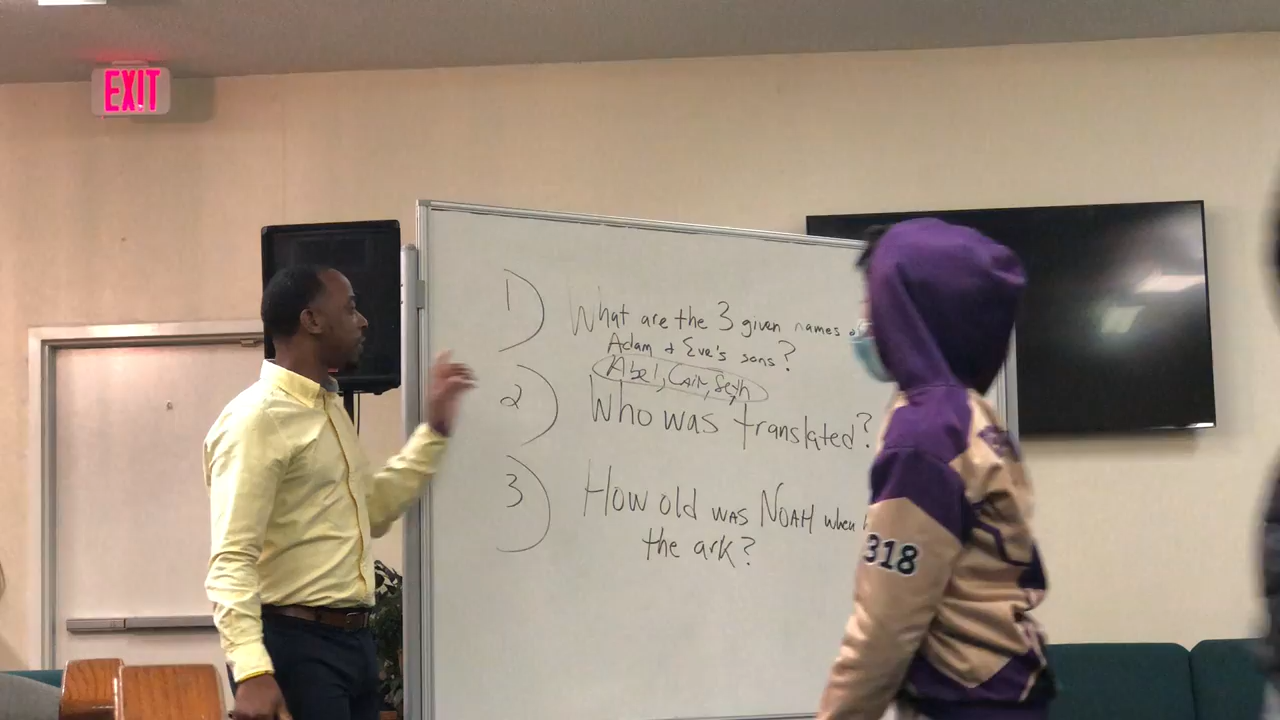 EXIT
1) What are the 3 given names
Adam & Eve's sons?
Abel, Cain, Seth
2) Who was translated?
3) How old was NOAH when
the ark?
318